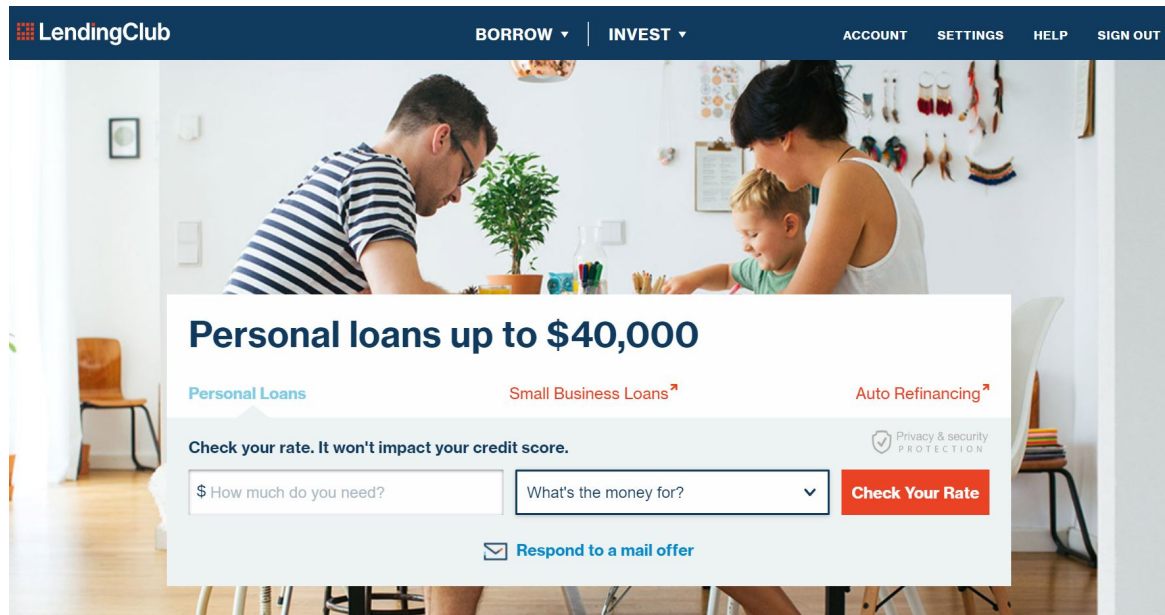 LendingClub
BORROW ▼ | INVEST ▼
ACCOUNT SETTINGS HELP SIGN OUT
Personal loans up to $40,000
Personal Loans
Small Business Loans
Auto Refinancing
Check your rate. It won't impact your credit score.
Privacy & security
PROTECTION
$ How much do you need?
What's the money for?
Check Your Rate
Respond to a mail offer